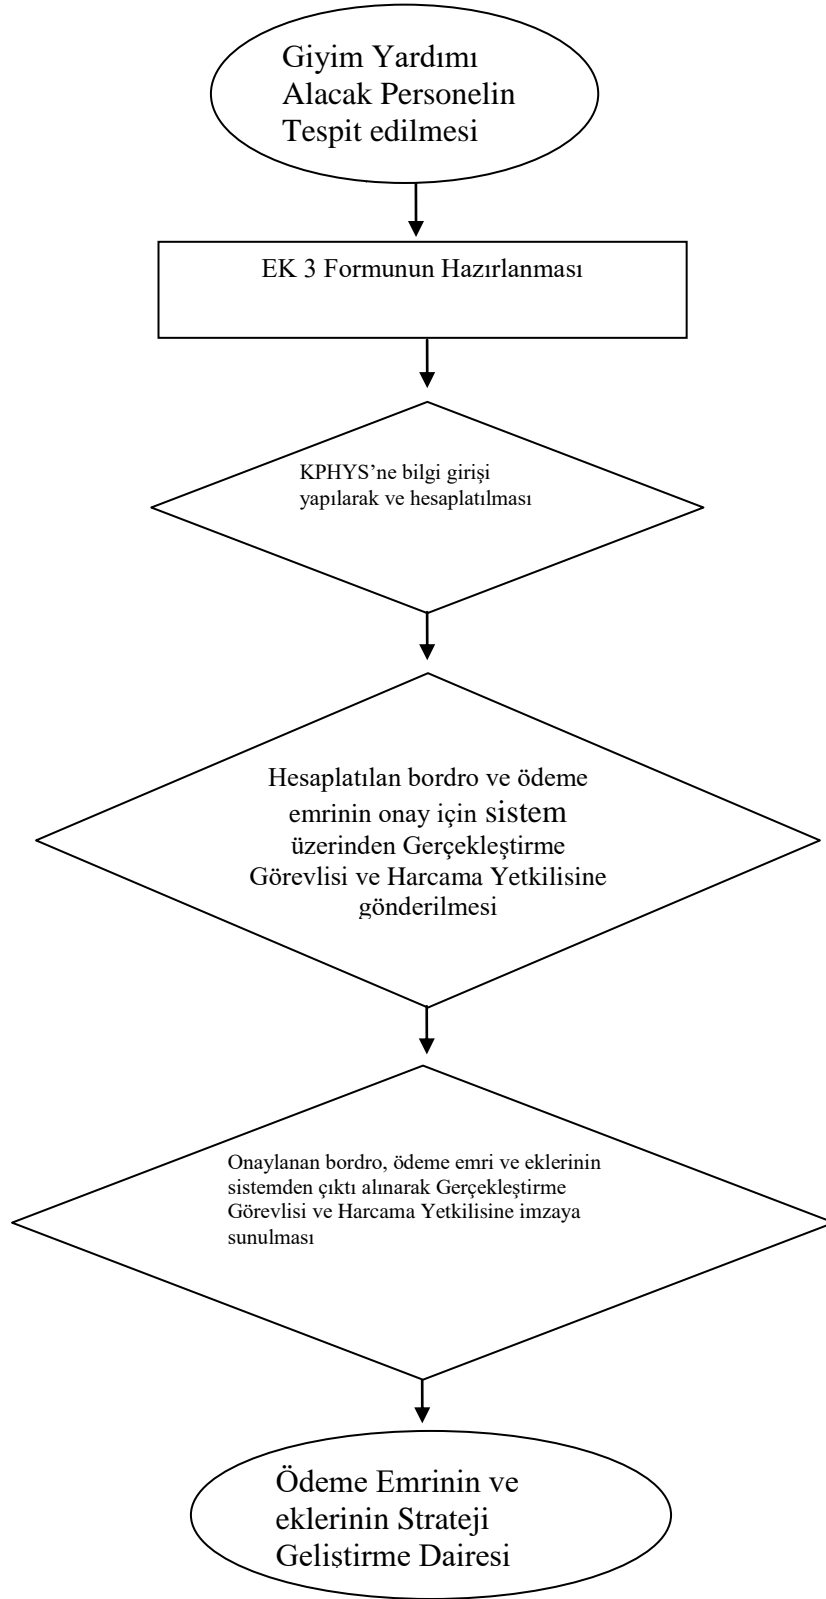 Giyim Yardımı
Alacak Personelin
Tespit edilmesi
EK 3 Formunun Hazırlanması
KPHYS’ne bilgi girişi
yapılarak ve hesaplatılması
Hesaplatılan bordro ve ödeme
emrinin onay için sistem
üzerinden Gerçekleştirme
Görevlisi ve Harcama Yetkilisine
gönderilmesi
Onaylanan bordro, ödeme emri ve eklerinin
sistemden çıktı alınarak Gerçekleştirme
Görevlisi ve Harcama Yetkilisine imzaya
sunulması
Ödeme Emrinin ve
eklerinin Strateji
Geliştirme Dairesi